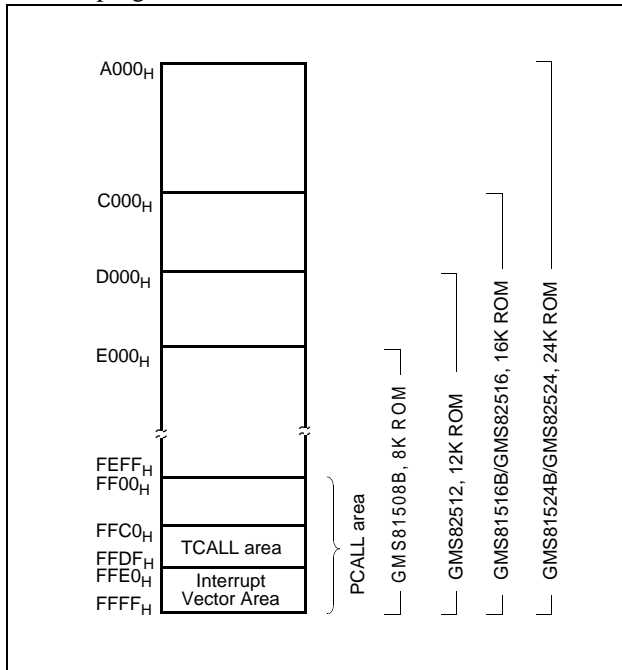 A000H
C000H
D000H
E000H
FEFFH
FF00H
FFC0H
FFDFH
FFE0H
FFFFH
TCALL area
Interrupt
Vector Area
PCALL area
GMS81508B, 8K ROM
GMS82512, 12K ROM
GMS81516B/GMS82516, 16K ROM
GMS81524B/GMS82524, 24K ROM